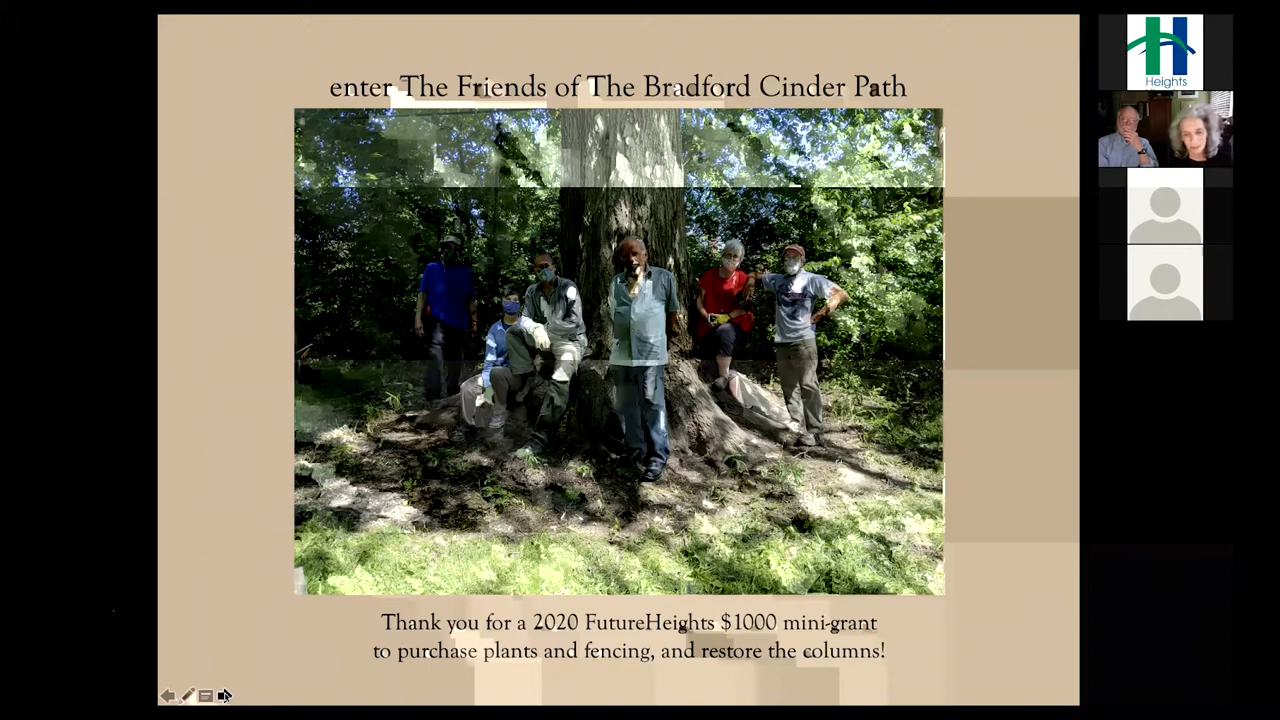 enter The Friends of The Bradford Cinder Path
Thank you for a 2020 FutureHeights $1000 mini-grant
to purchase plants and fencing, and restore the columns!
Heights